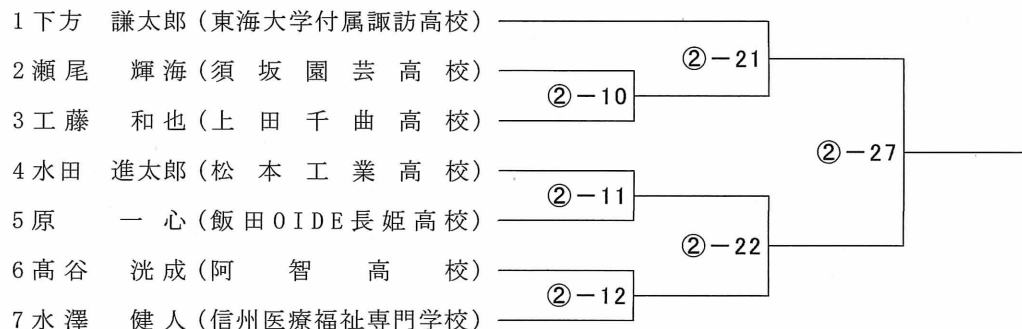 1下方 謙太郎(東海大学付属諏訪高校)
②-21
2瀬尾 輝海(須坂園芸高校)
②-10
3工藤 和也(上田千曲高校)
②-27
4水田 進太郎(松本工業高校)
②-11
5原 一心(飯田OIDE長姫高校)
②-22
6髙谷 洸成(阿智高校)
②-12
7水澤 健人(信州医療福祉専門学校)